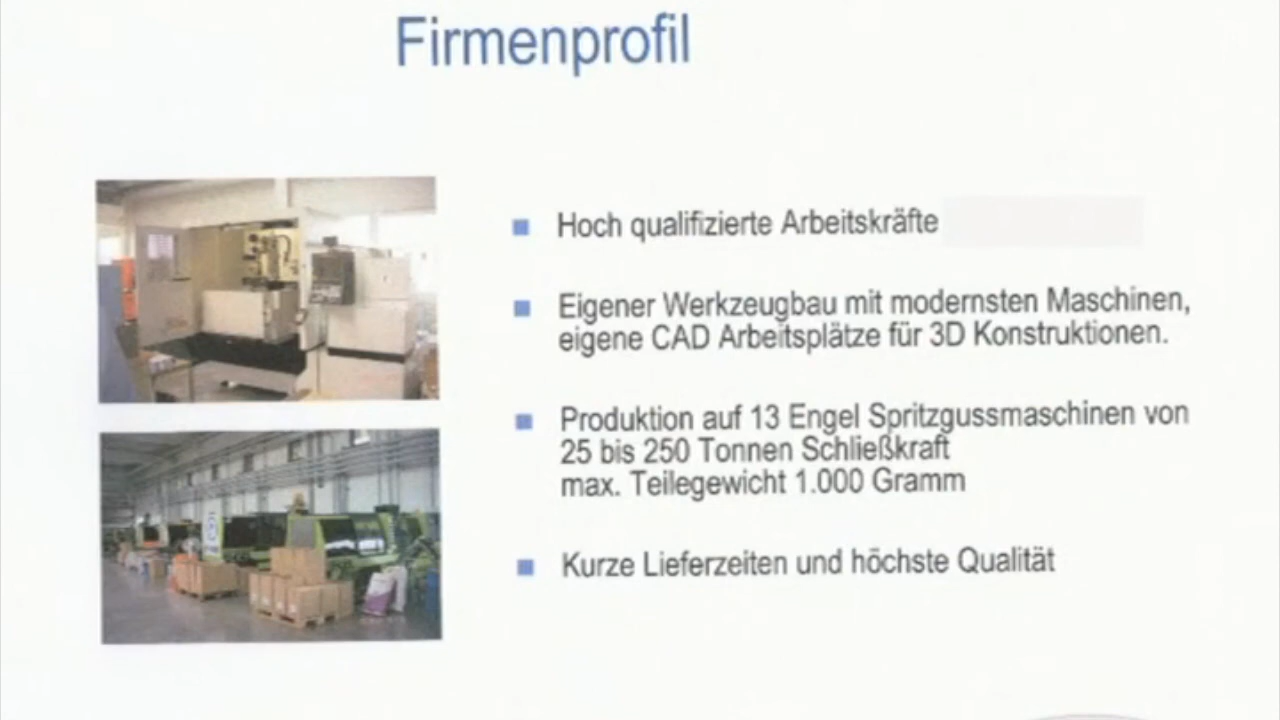 Firmenprofil
Hoch qualifizierte Arbeitskräfte
Eigener Werkzeugbau mit modernsten Maschinen,
eigene CAD Arbeitsplätze für 3D Konstruktionen.
Produktion auf 13 Engel Spritzgussmaschinen von
25 bis 250 Tonnen Schließkraft
max. Teilegewicht 1.000 Gramm
Kurze Lieferzeiten und höchste Qualität